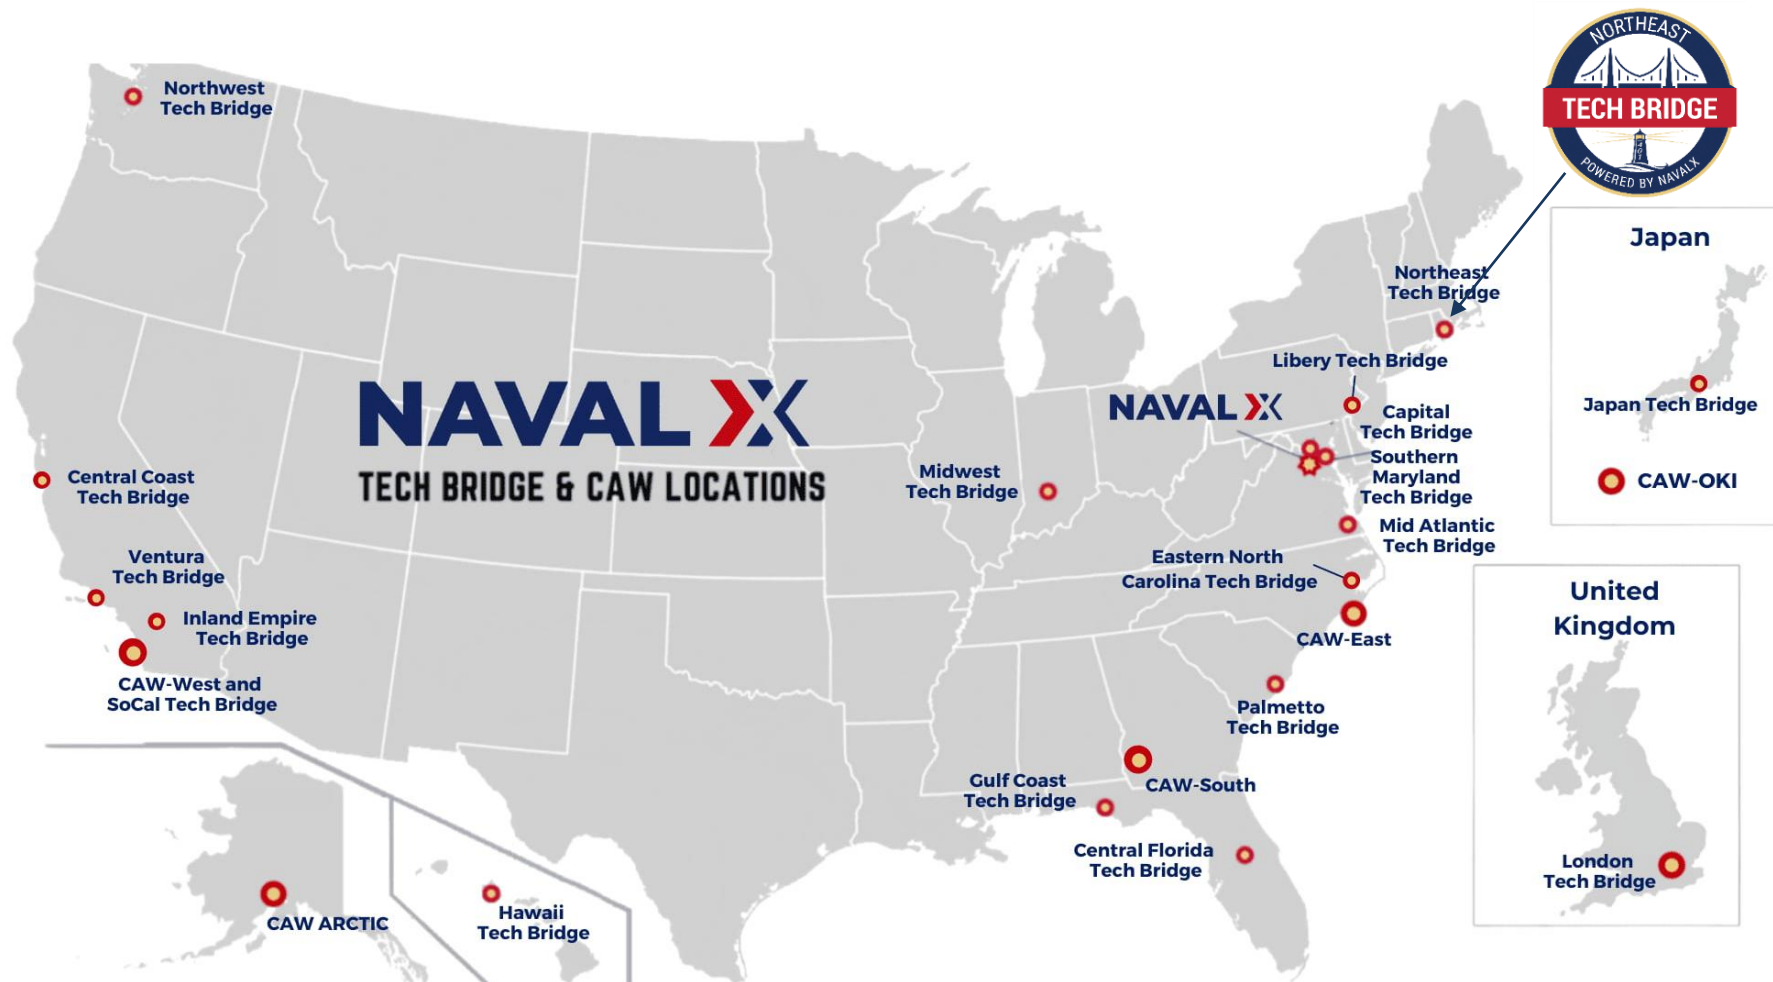 NORTHEAST
TECH BRIDGE
POWERED BY NAVALX
Northwest
Tech Bridge
Japan
Northeast
Tech Bridge
Libery Tech Bridge
NAVAL X
TECH BRIDGE & CAW LOCATIONS
NAVAL X
Capital
Tech Bridge
Japan Tech Bridge
Southern
Maryland
Tech Bridge
Central Coast
Tech Bridge
Midwest
Tech Bridge
CAW-OKI
Mid Atlantic
Tech Bridge
Ventura
Tech Bridge
Eastern North
Carolina Tech Bridge
Inland Empire
Tech Bridge
CAW-East
United
Kingdom
CAW-West and
SoCal Tech Bridge
Palmetto
Tech Bridge
Gulf Coast
Tech Bridge
CAW-South
Central Florida
Tech Bridge
London
Tech Bridge
CAW ARCTIC
Hawaii
Tech Bridge